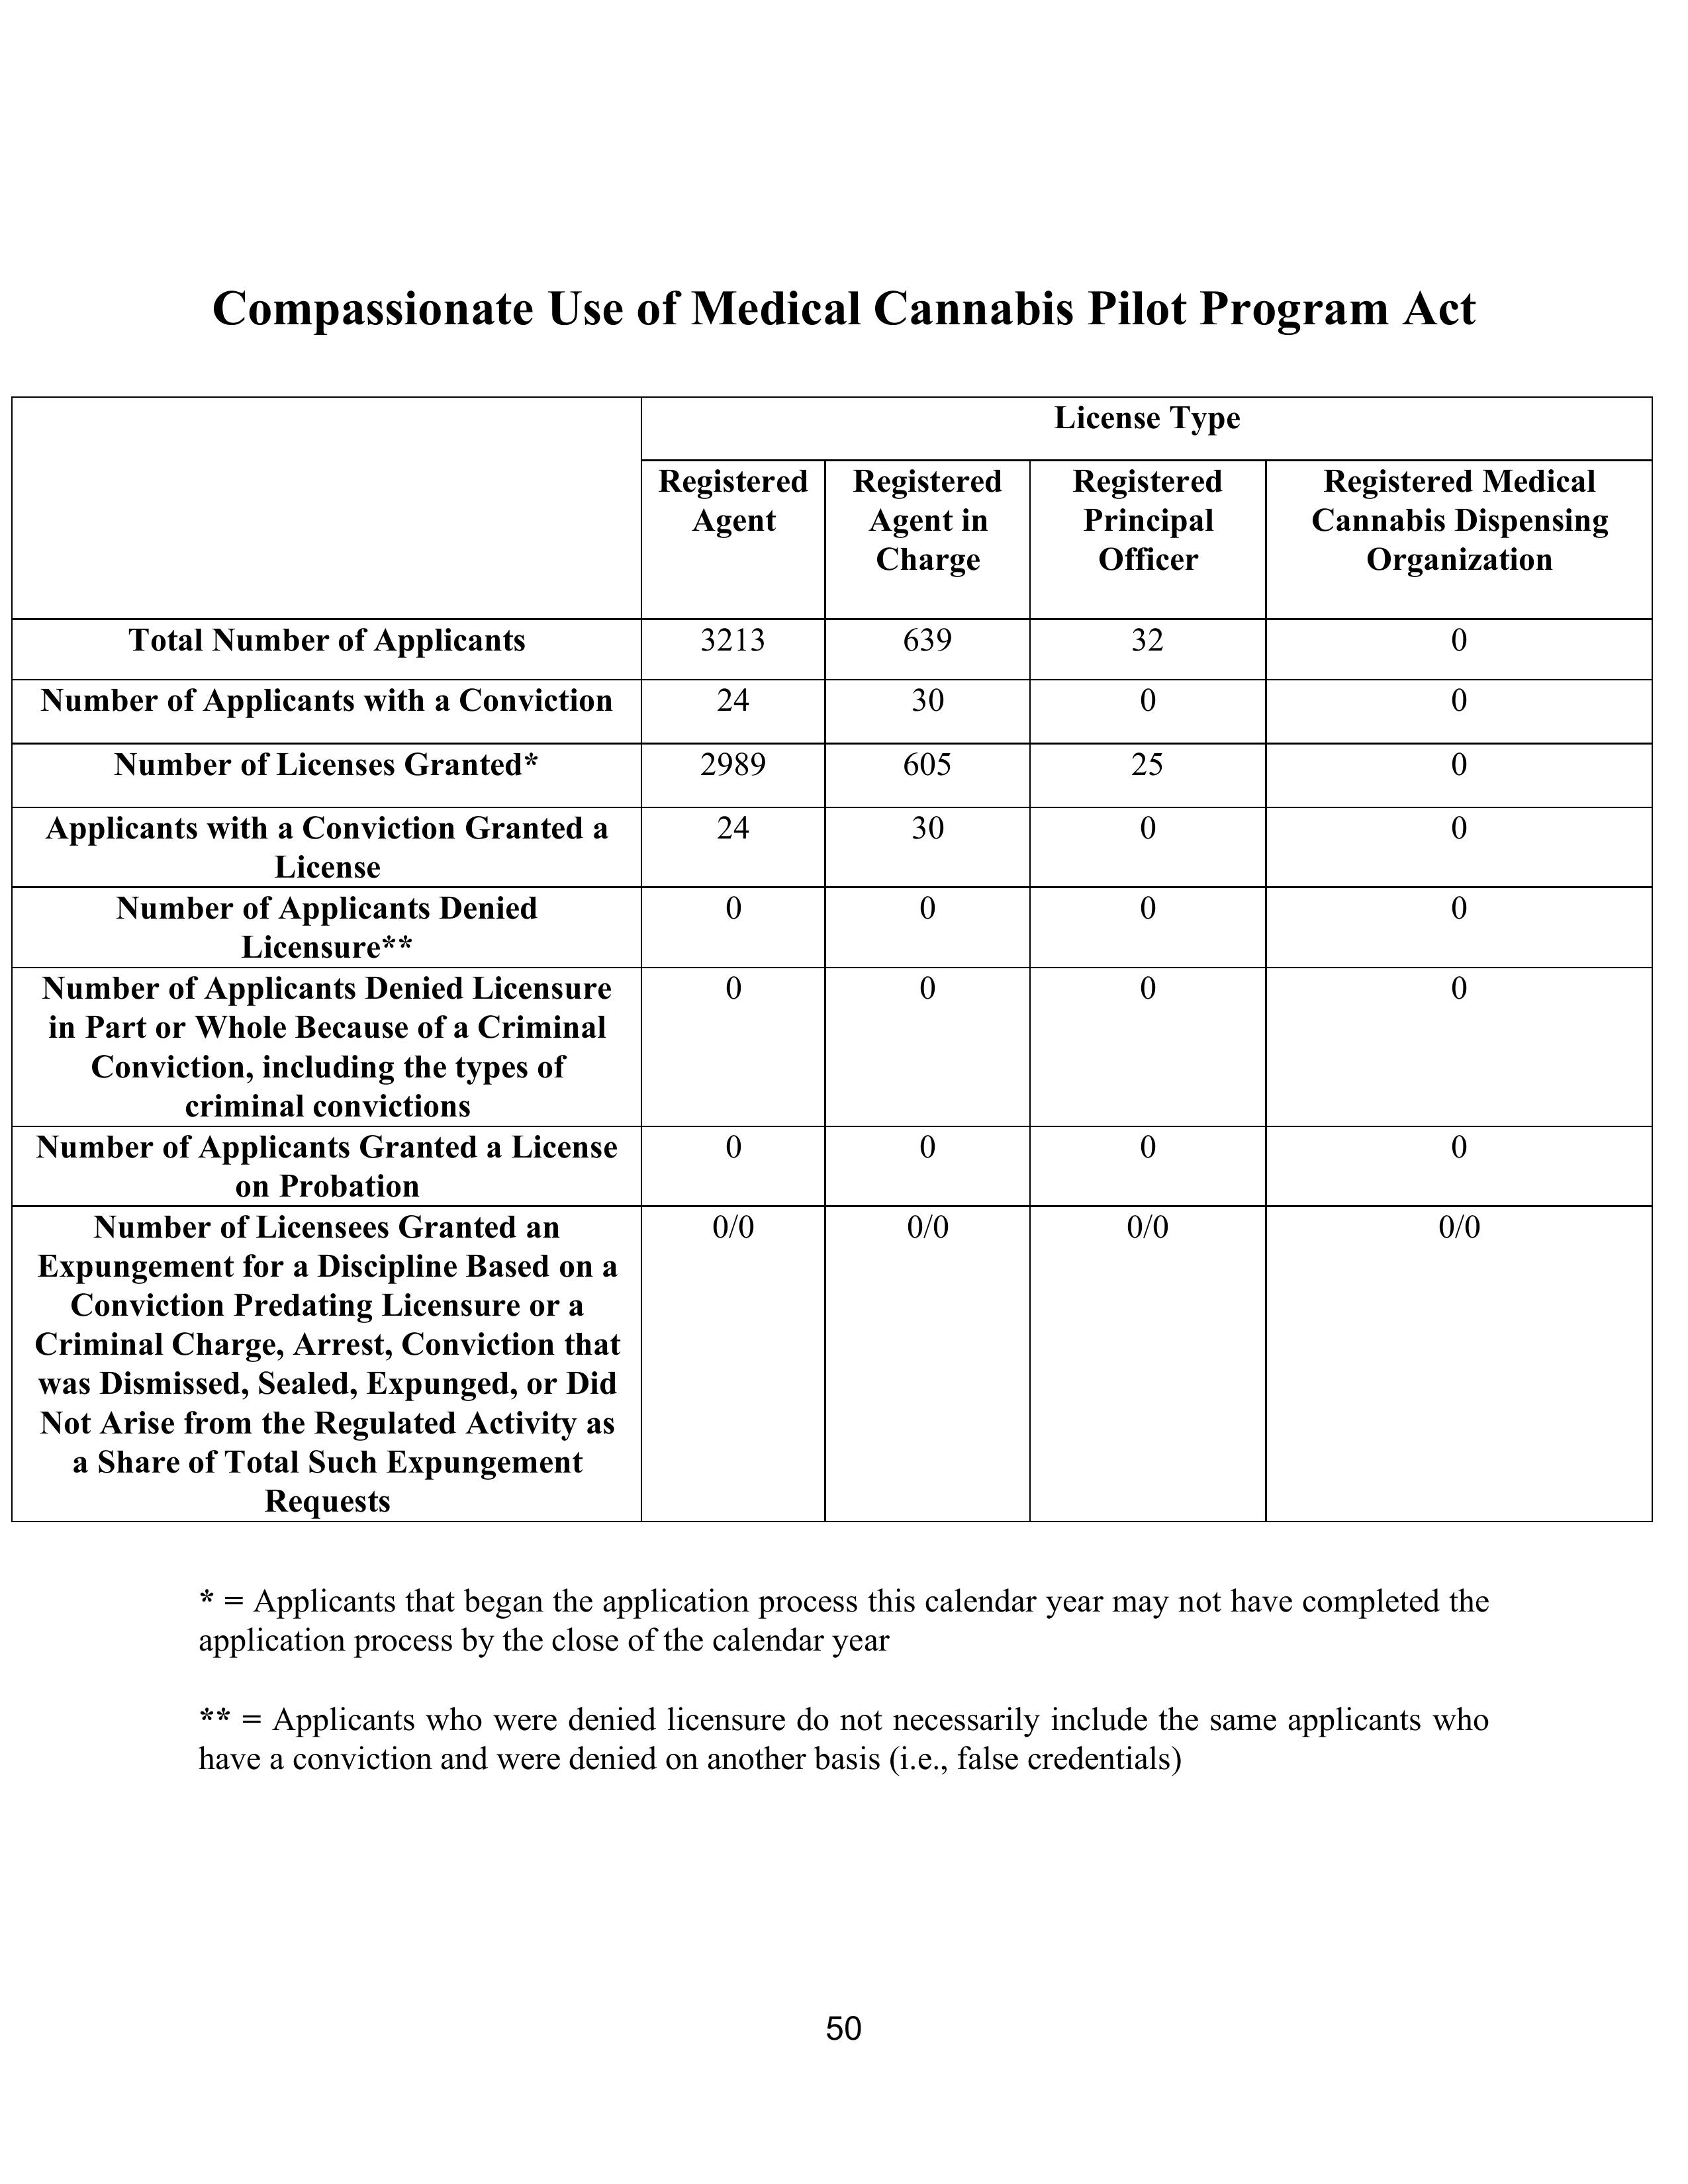 Compassionate Use of Medical Cannabis Pilot Program Act
License Type
Registered Agent
Registered Agent in Charge
Registered Principal Officer
Registered Medical Cannabis Dispensing Organization
Total Number of Applicants 3213 639 32 0
Number of Applicants with a Conviction 24 30 0 0
Number of Licenses Granted* 2989 605 25 0
Applicants with a Conviction Granted a
License
24 30 0 0
Number of Applicants Denied
Licensure**
0 0 0 0
Number of Applicants Denied Licensure
in Part or Whole Because of a Criminal
Conviction, including the types of
criminal convictions
0 0 0 0
Number of Applicants Granted a License
on Probation
0 0 0 0
Number of Licensees Granted an
Expungement for a Discipline Based on a
Conviction Predating Licensure or a
Criminal Charge, Arrest, Conviction that
was Dismissed, Sealed, Expunged, or Did
Not Arise from the Regulated Activity as
a Share of Total Such Expungement
Requests
0/0 0/0 0/0 0/0
* = Applicants that began the application process this calendar year may not have completed the
application process by the close of the calendar year
** = Applicants who were denied licensure do not necessarily include the same applicants who
have a conviction and were denied on another basis (i.e., false credentials)
50